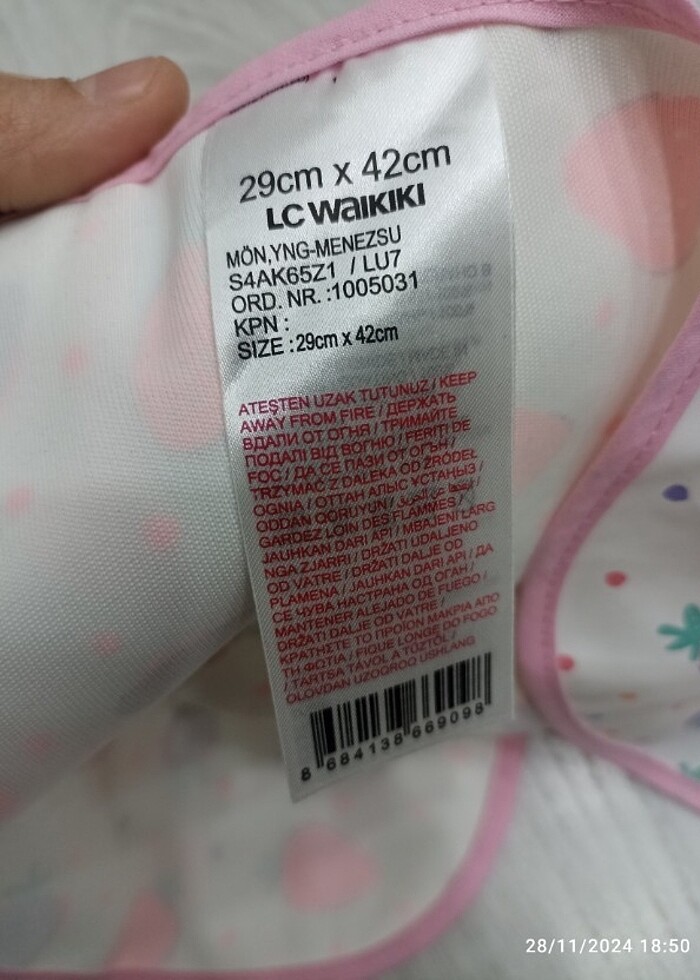 29cm x 42cm
LC WAIKIKI
MÖN,YNG-MENEZSU
S4AK65Z1 / LU7
ORD. NR. :1005031
KPN :
SIZE :29cm x 42cm
ATEŞTEN UZAK TUTUNUZ / KEEP
AWAY FROM FIRE / ДЕРЖАТЬ
ВДАЛИ ОТ ОГНЯ / ТРИМАЙТЕ
ПОДАЛІ ВІД ВОГНЮ / FERITI DE
FOC / ДА СЕ ПАЗИ ОТ ОГЪН /
TRZYMAĆ Z DALEKA OD ŹRÓDEŁ
OGNIA / ОТТАН АЛЫС ҰСТАҢЫЗ /
ODDAN QORUYUN /
GARDEZ LOIN DES FLAMMES /
JAUHKAN DARI API / MBAJENI LARG
NGA ZJARRI / DRŽATI UDALJENO
OD VATRE / DRŽATI DALJE OD
PLAMENA / JAUHKAN DARI API / ДА
СЕ ЧУВА НАСТРАНА ОД ОГАН /
MANTENER ALEJADO DE FUEGO /
DRŽATI DALJE OD VATRE /
ΚΡΑΤΗΣΤΕ ΤΟ ΠΡΟΪΟΝ ΜΑΚΡΙΑ ΑΠΟ
ΤΗ ΦΩΤΙΑ / FIQUE LONGE DO FOGO
/ TARTSA TÁVOL A TŰZTŐL /
OLOVDAN UZOQROQ USHLANG
8 684138 669098
28/11/2024 18:50